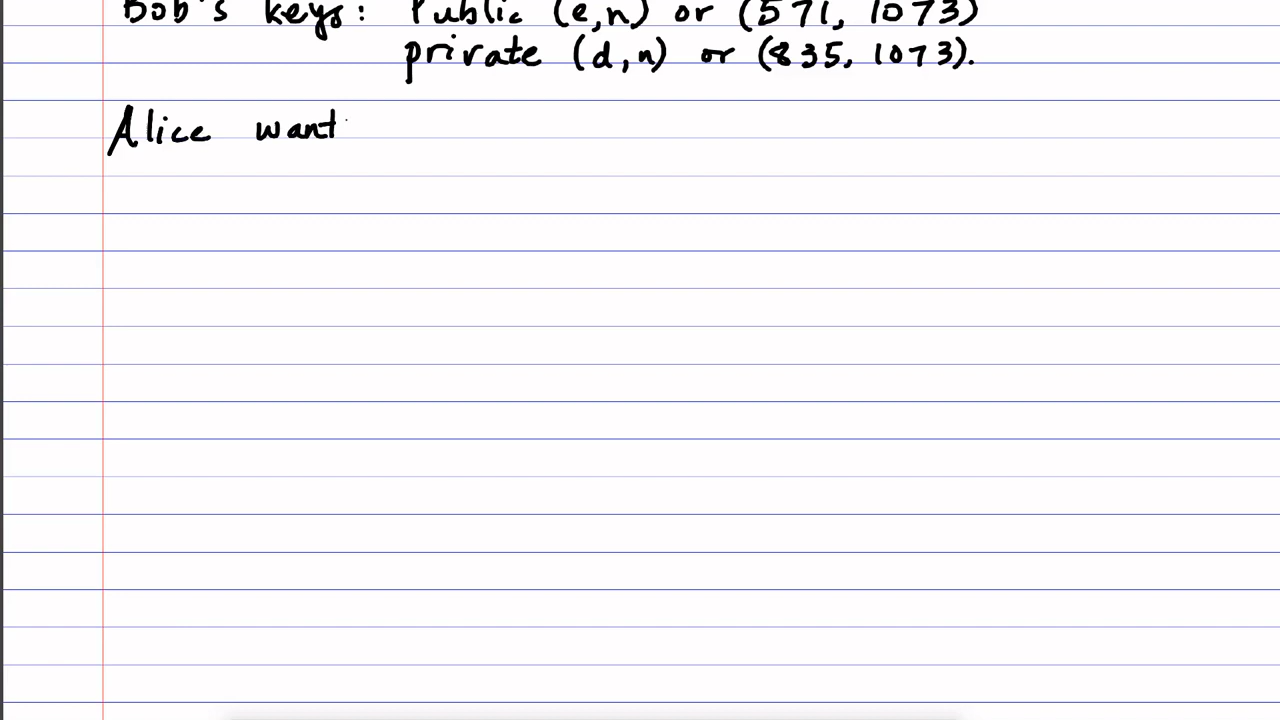 Bob's keys: Public (e,n) or (571, 1073)
private (d,n) or (835, 1073).
Alice want